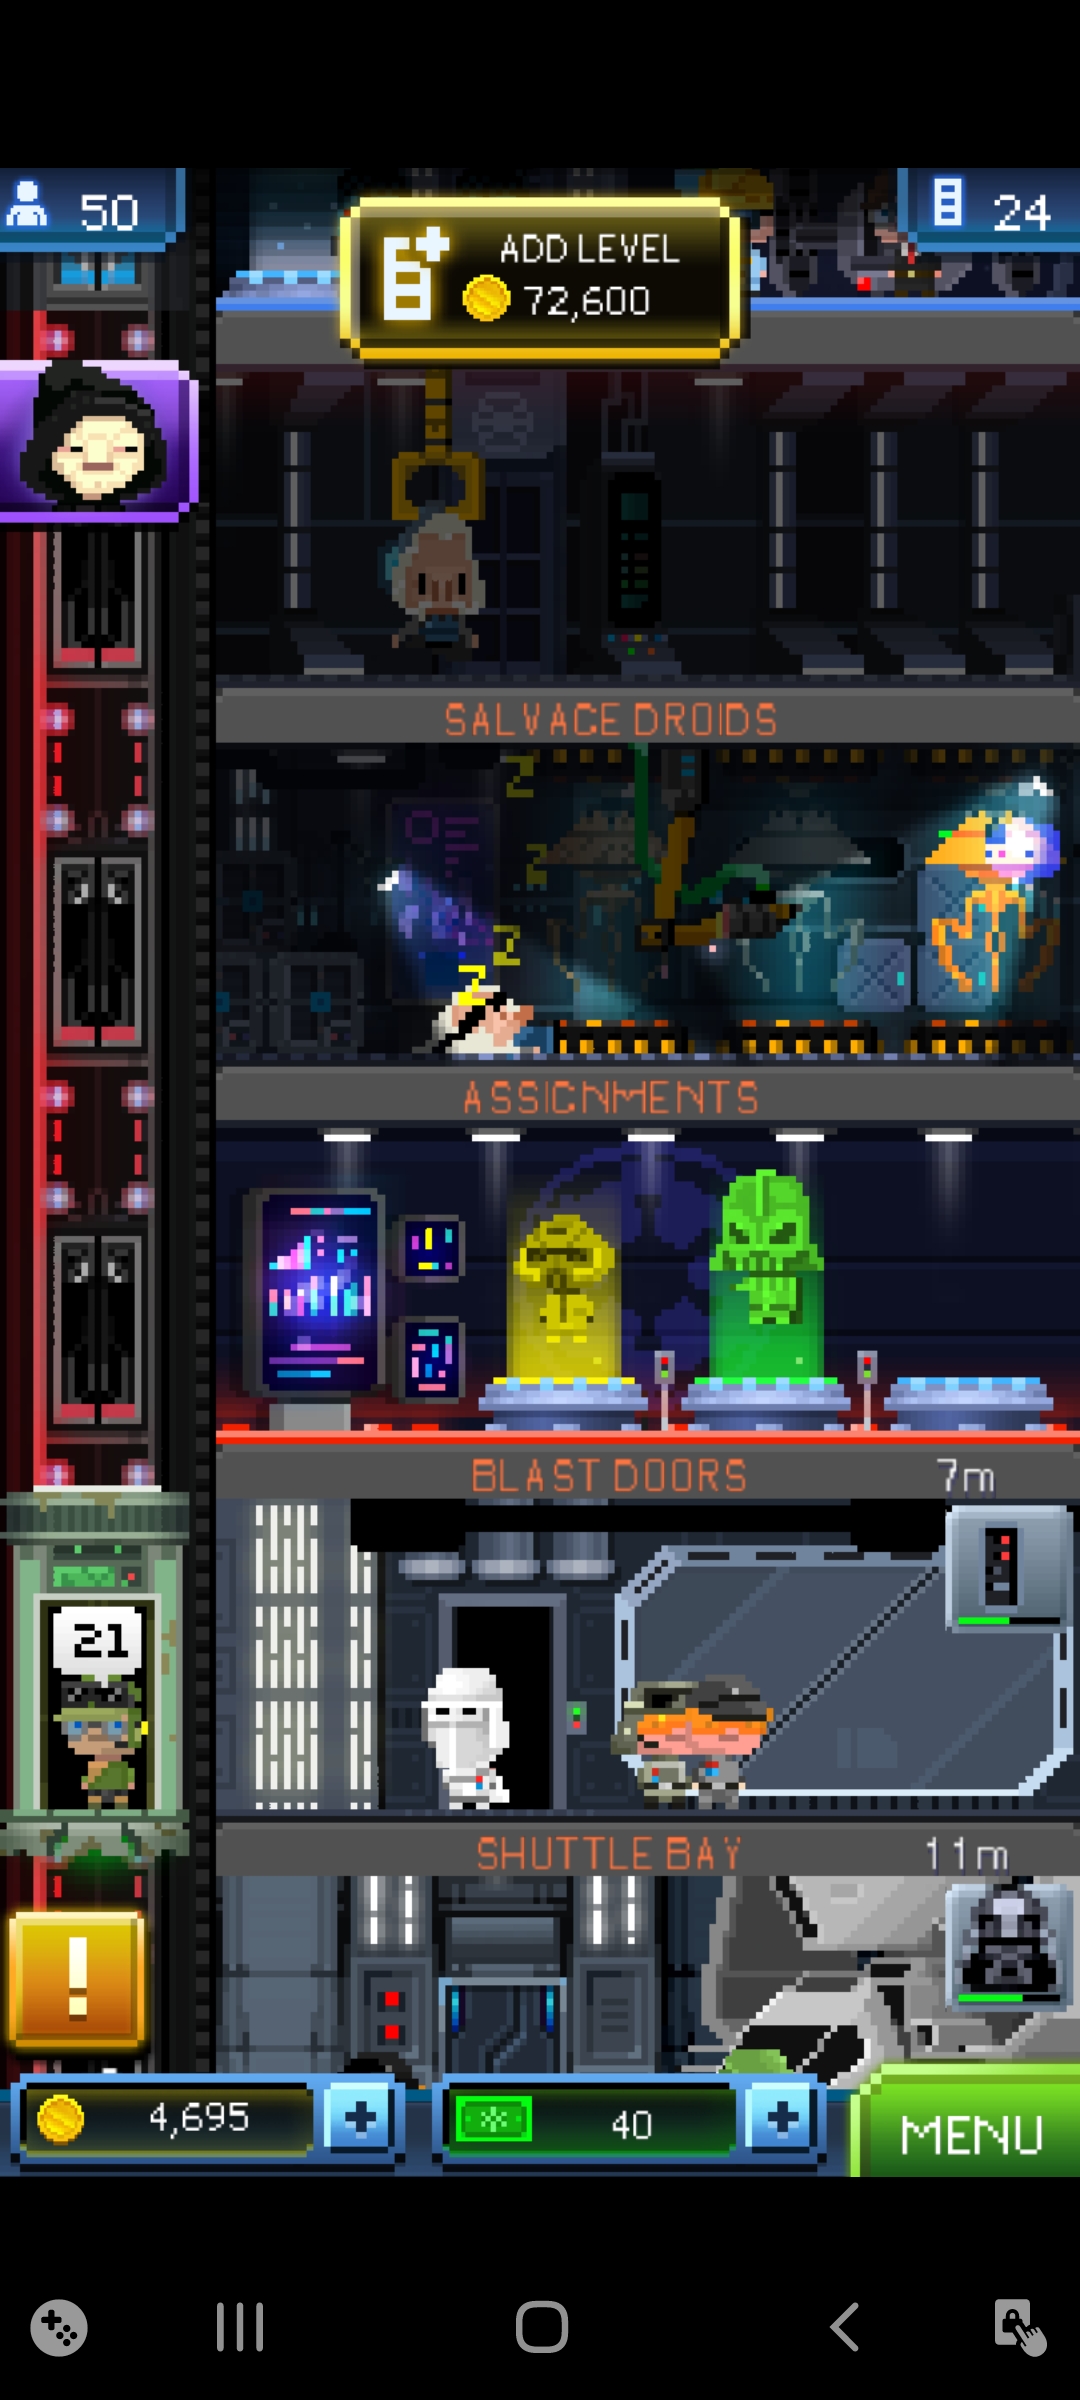 50
24
ADD LEVEL
72,600
SALVAGE DROIDS
Z
Z
Z
Z
ASSIGNMENTS
BLAST DOORS 7m
21
SHUTTLE BAY 11m
!
4,695
40
MENU